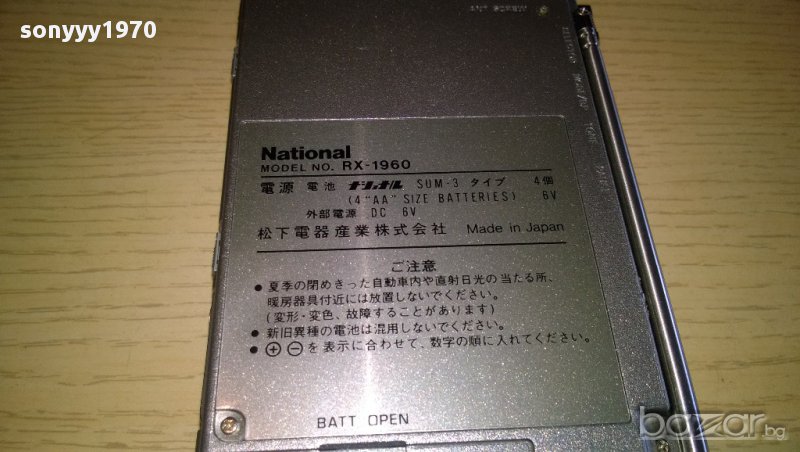 sonyyy1970
ANT SCREW
National
MODEL NO. RX-1960
電源 電池 ナショナル SUM-3 タイプ 4個
(4 "AA" SIZE BATTERIES) 6V
外部電源 DC 6V
松下電器産業株式会社 Made in Japan
ご注意
● 夏季の閉めきった自動車内や直射日光の当たる所、
暖房器具付近には放置しないでください。
(変形・変色、故障することがあります)
● 新旧異種の電池は混用しないでください。
● ⊕⊖を表示に合わせて、数字の順に入れてください。
BATT OPEN
bazar.bg